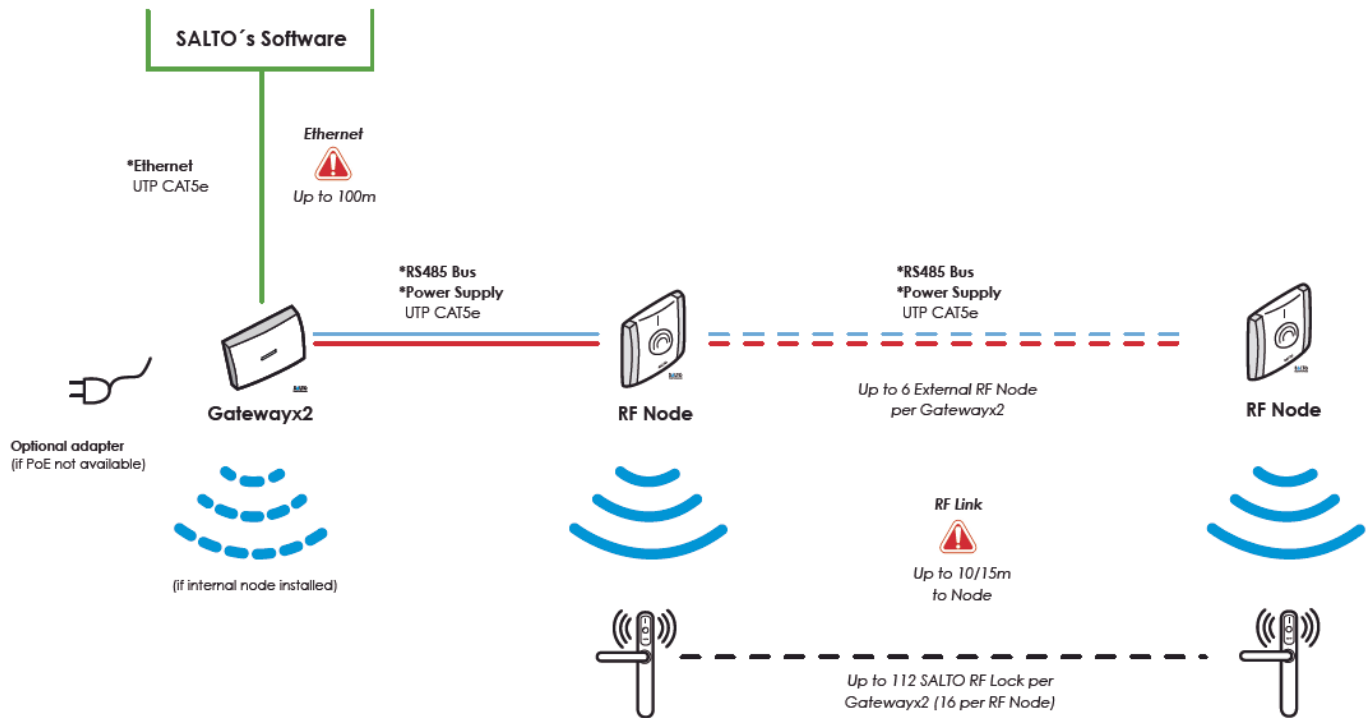 SALTO´s Software
Ethernet
*Ethernet
UTP CAT5e
Up to 100m
*RS485 Bus
*Power Supply
UTP CAT5e
*RS485 Bus
*Power Supply
UTP CAT5e
SALTO
SALTO
SALTO
Gatewayx2
RF Node
Up to 6 External RF Node
per Gatewayx2
RF Node
Optional adapter
(if PoE not available)
(if internal node installed)
RF Link
Up to 10/15m
to Node
Up to 112 SALTO RF Lock per
Gatewayx2 (16 per RF Node)